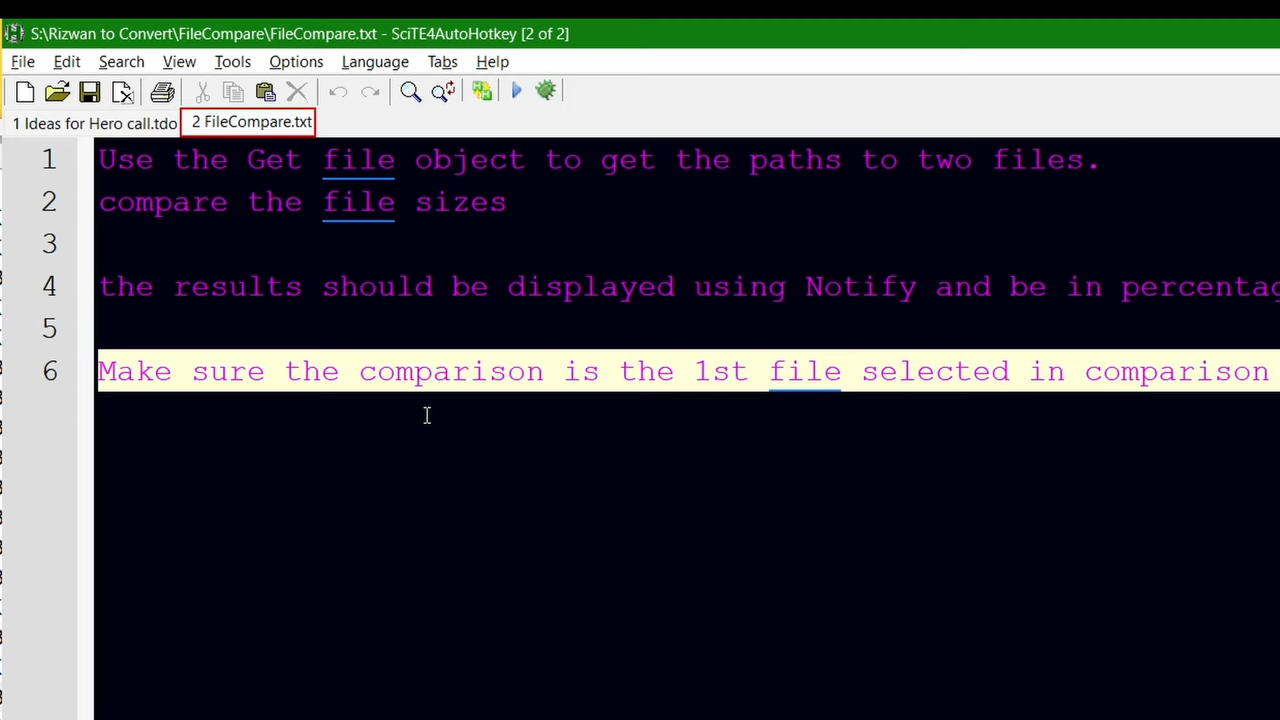 S:\Rizwan to Convert\FileCompare\FileCompare.txt - SciTE4AutoHotkey [2 of 2]
File Edit Search View Tools Options Language Tabs Help
1 Ideas for Hero call.tdo 2 FileCompare.txt
1 Use the Get file object to get the paths to two files.
2 compare the file sizes
3
4 the results should be displayed using Notify and be in percentag
5
6 Make sure the comparison is the 1st file selected in comparison